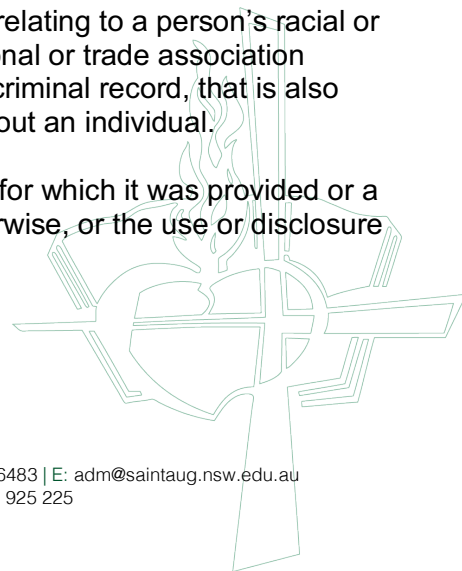 relating to a person’s racial or
onal or trade association
criminal record, that is also
out an individual.
for which it was provided or a
rwise, or the use or disclosure
6483 | E: adm@saintaug.nsw.edu.au
925 225